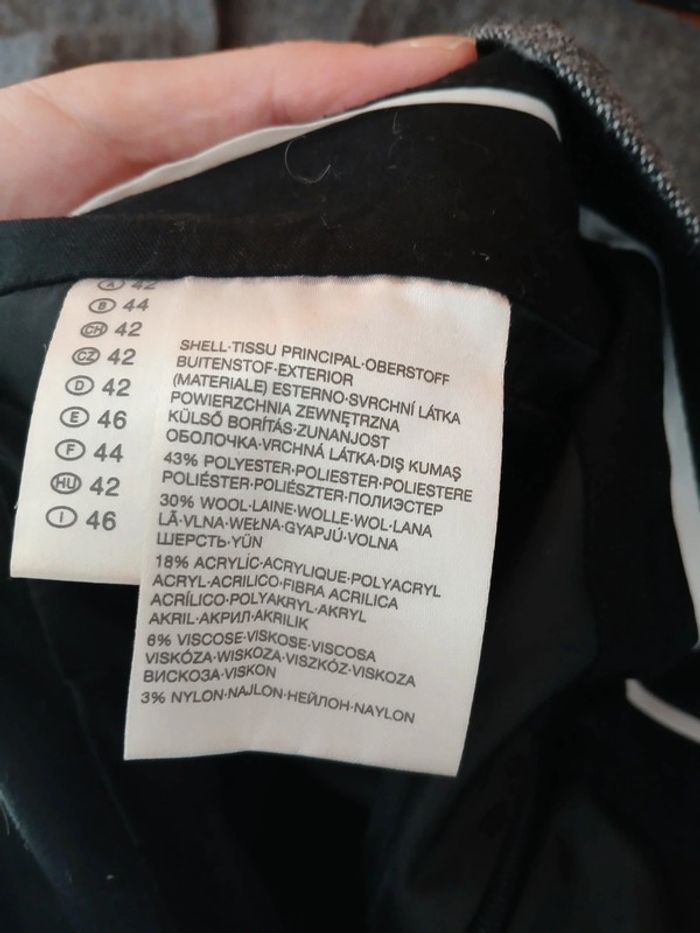 Ⓐ 42
Ⓑ 44
CH 42
CZ 42
Ⓓ 42
Ⓔ 46
Ⓕ 44
HU 42
Ⓘ 46
SHELL·TISSU PRINCIPAL·OBERSTOFF
BUITENSTOF·EXTERIOR
(MATERIALE) ESTERNO·SVRCHNÍ LÁTKA
POWIERZCHNIA ZEWNĘTRZNA
KÜLSŐ BORÍTÁS·ZUNANJOST
ОБОЛОЧКА·VRCHNÁ LÁTKA·DIŞ KUMAŞ
43% POLYESTER·POLIESTER·POLIESTERE
POLIÉSTER·POLIÉSZTER·ПОЛИЭСТЕР
30% WOOL·LAINE·WOLLE·WOL·LANA
LÃ·VLNA·WEŁNA·GYAPJÚ·VOLNA
ШЕРСТЬ·YÜN
18% ACRYLIC·ACRYLIQUE·POLYACRYL
ACRYL·ACRILICO·FIBRA ACRILICA
ACRÍLICO·POLYAKRYL·AKRYL
AKRIL·АКРИЛ·AKRILIK
6% VISCOSE·VISKOSE·VISCOSA
VISKÓZA·WISKOZA·VISZKÓZ·VISKOZA
ВИСКОЗА·VISKON
3% NYLON·NAJLON·НЕЙЛОН·NAYLON